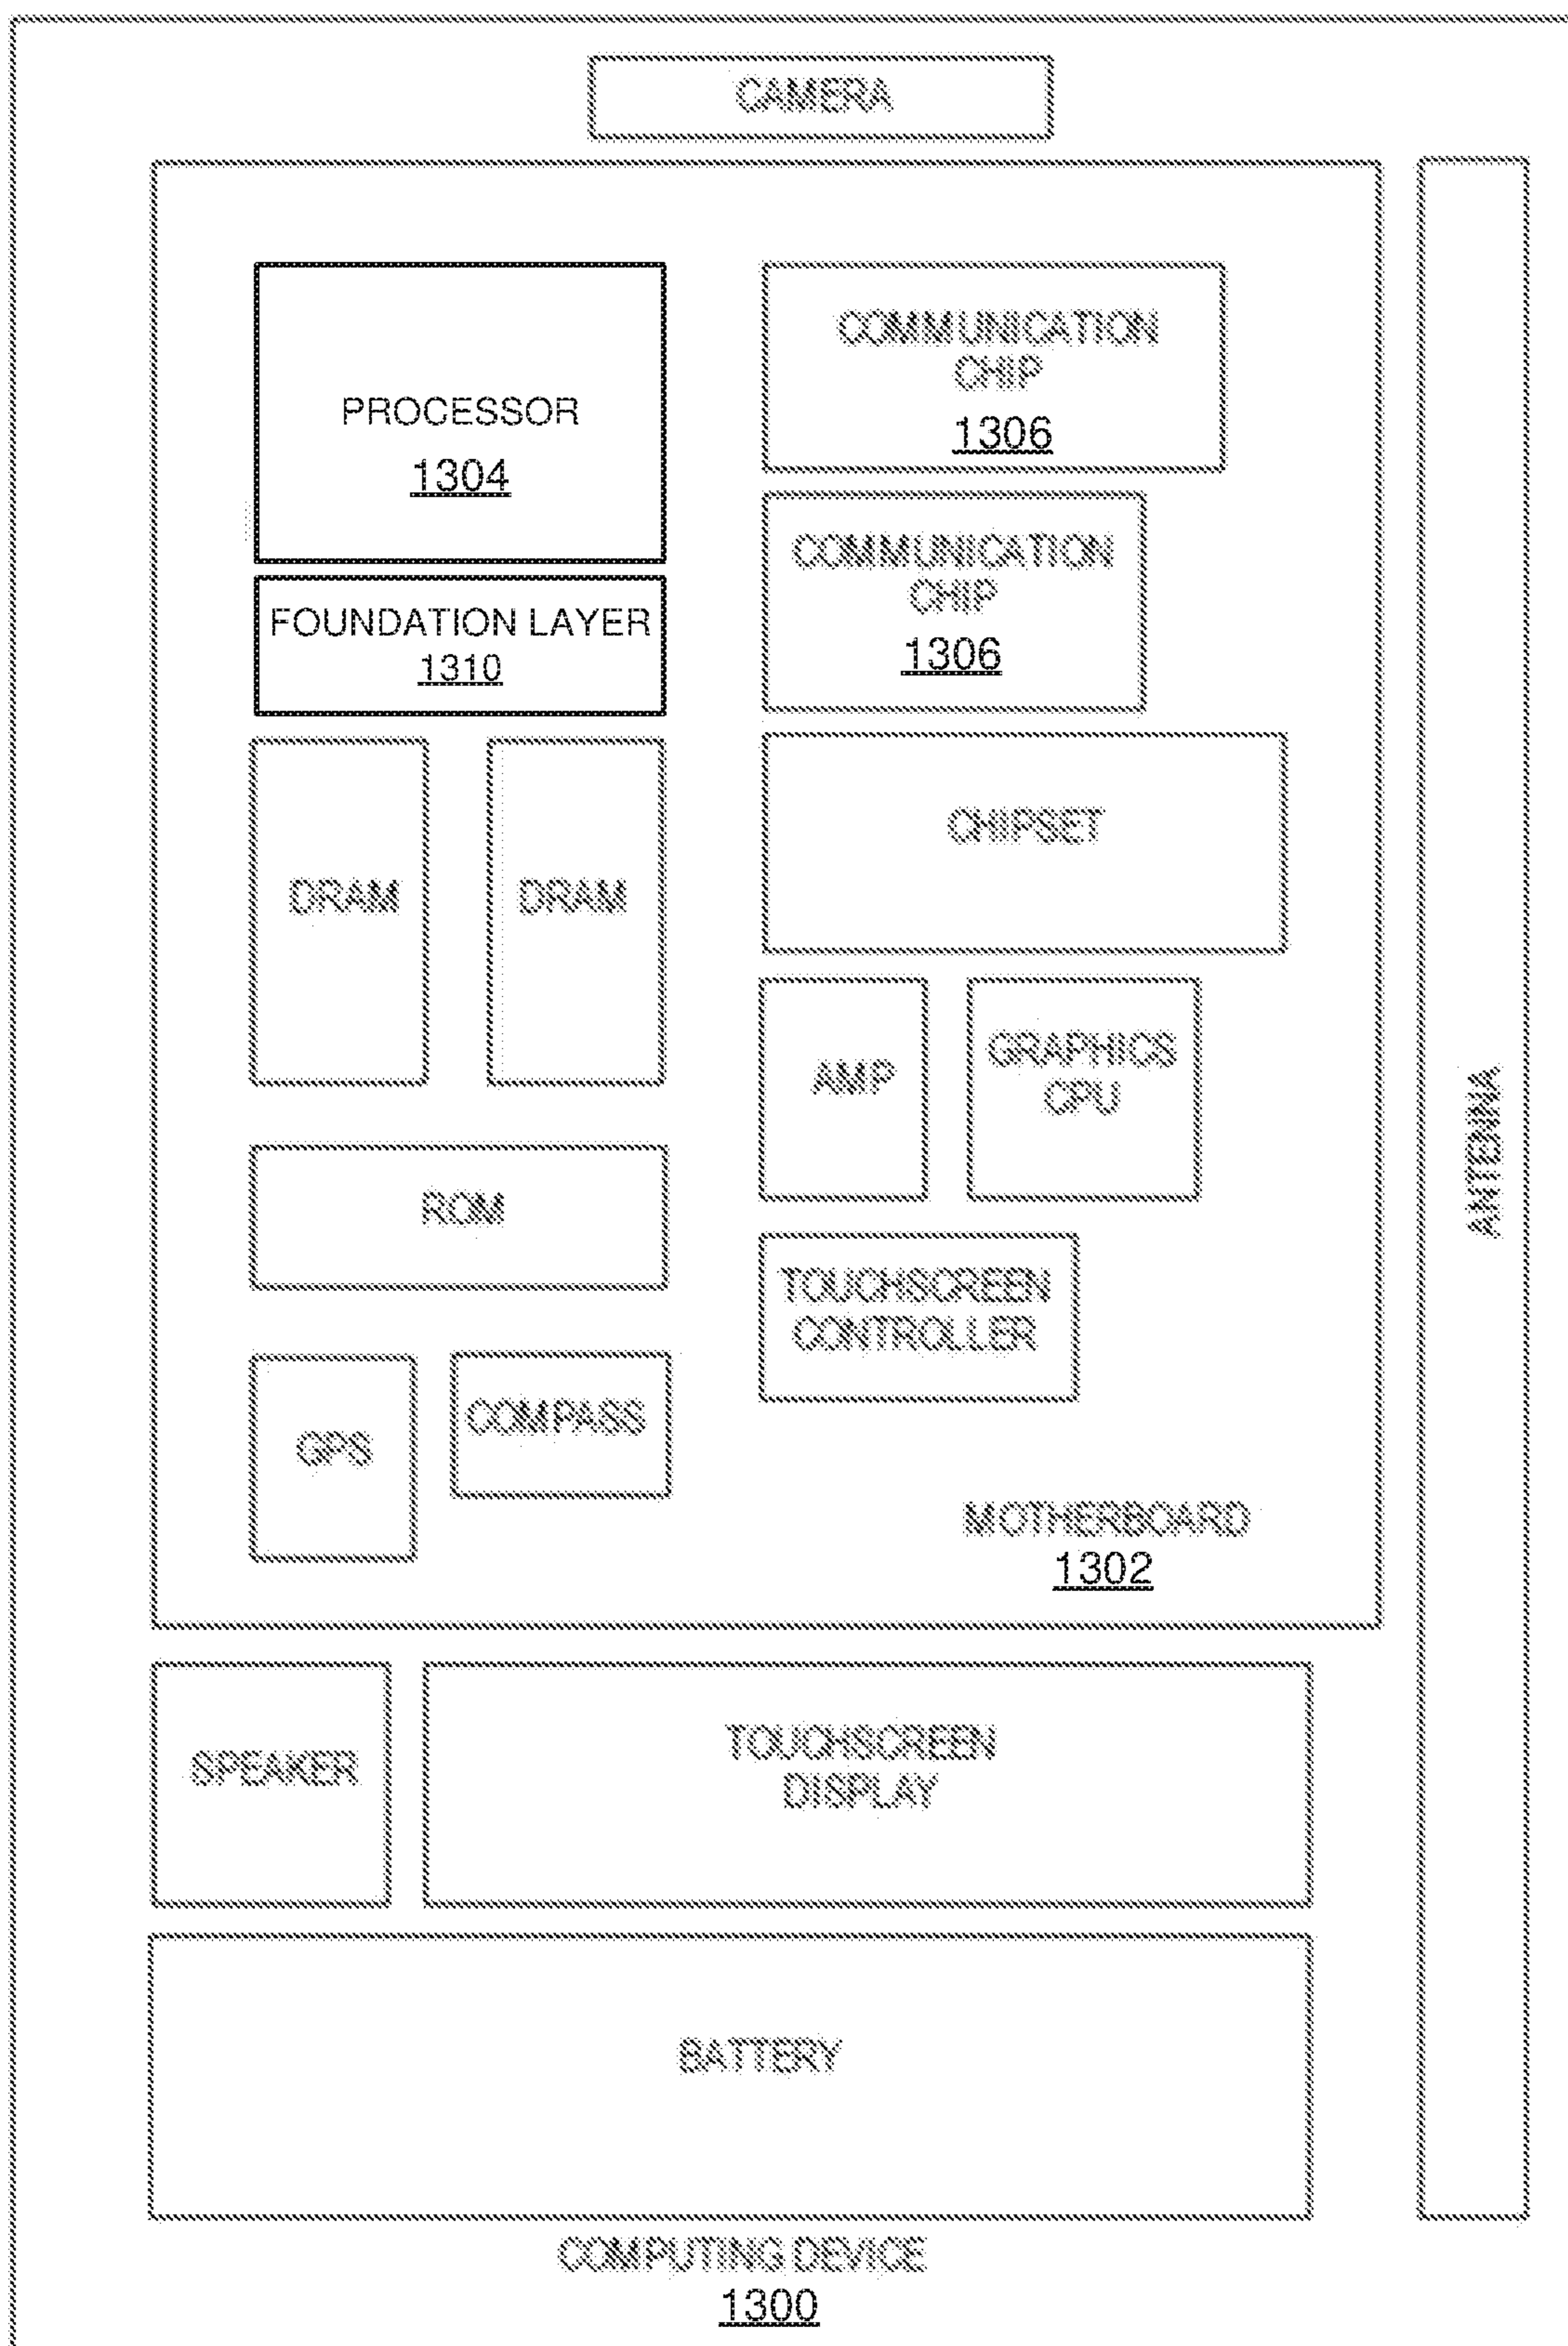 CAMERA
PROCESSOR
1304
FOUNDATION LAYER
1310
COMMUNICATION
CHIP
1306
COMMUNICATION
CHIP
1306
DRAM
DRAM
CHIPSET
AMP
GRAPHICS
CPU
ROM
TOUCHSCREEN
CONTROLLER
GPS
COMPASS
MOTHERBOARD
1302
ANTENNA
SPEAKER
TOUCHSCREEN
DISPLAY
BATTERY
COMPUTING DEVICE
1300